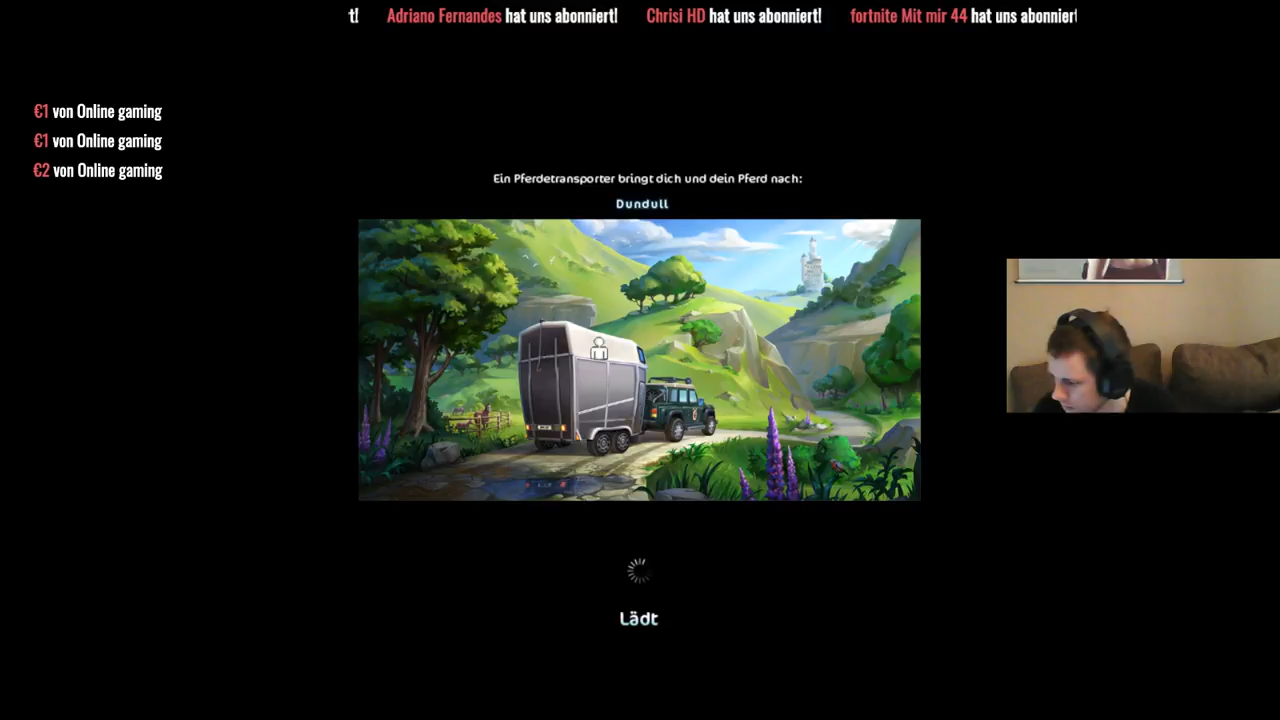 t! Adriano Fernandes hat uns abonniert! Chrisi HD hat uns abonniert! fortnite Mit mir 44 hat uns abonniert
€1 von Online gaming
€1 von Online gaming
€2 von Online gaming
Ein Pferdetransporter bringt dich und dein Pferd nach:
Dundull
Lädt